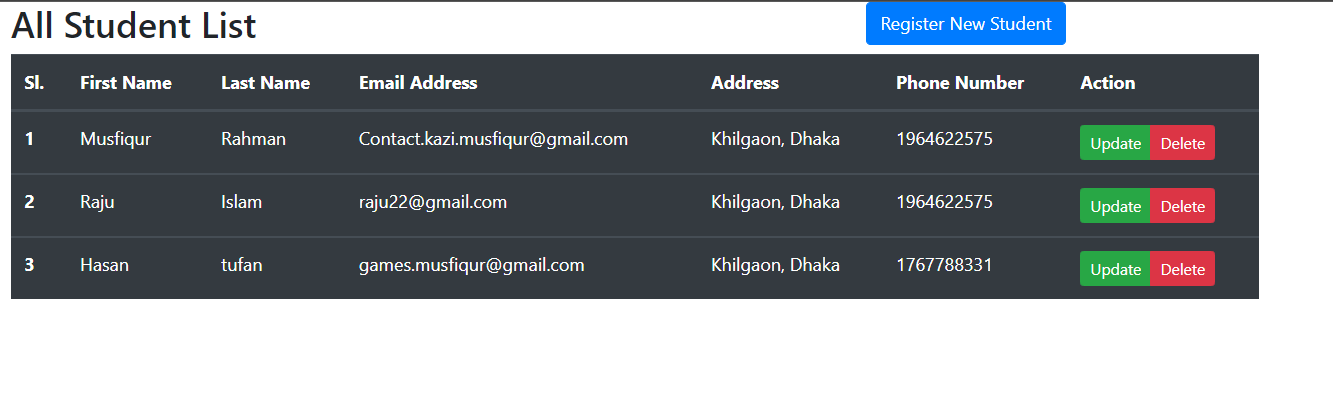 All Student List Register New Student
Sl. First Name Last Name Email Address Address Phone Number Action
1 Musfiqur Rahman Contact.kazi.musfiqur@gmail.com Khilgaon, Dhaka 1964622575 Update Delete
2 Raju Islam raju22@gmail.com Khilgaon, Dhaka 1964622575 Update Delete
3 Hasan tufan games.musfiqur@gmail.com Khilgaon, Dhaka 1767788331 Update Delete